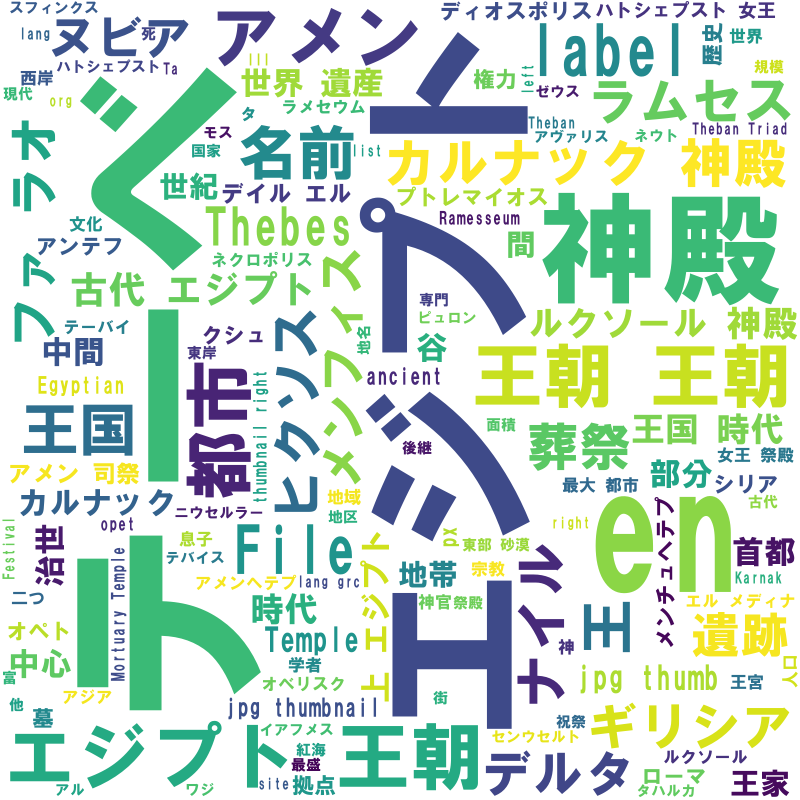 スフィンクス
lang
ヌビア
死
アメン
ディオスポリス
ハトシェプスト 女王
label
歴史
世界
規模
ハトシェプスト
Ta
西岸
現代
org
世界 遺産
ラメセウム
権力
left
ゼウス
ラムセス
タ
モス
国家
名前
list
Theban
アヴァリス
ネウト
Theban Triad
テーベ
エジプト
カルナック 神殿
ファラオ
世紀
デイル エル
プトレマイオス
文化
アンテフ
Thebes
Ramesseum
間
神殿
ネクロポリス
古代 エジプト
専門
ピュロン
ルクソール 神殿
テーバイ
クシュ
中間
東岸
ヒクソス
メンフィス
地名
谷
Egyptian
都市
thumbnail right
ancient
王朝 王朝
王国
面積
葬祭
王国 時代
後継
女王 祭殿
アメン 司祭
部分
シリア
最大 都市
カルナック
ニウセルラー
地域
地区
px
東部 砂漠
right
en
古代
メンチュヘテプ
opet
Festival
治世
息子
File
テバイス
アメンヘテプ
lang grc
上 エジプト
地帯
宗教
ナイル
首都
Karnak
二つ
Mortuary Temple
時代
神官
祭殿
王
エル メディナ
オペト
Temple
神
遺跡
中心
学者
富
アジア
オベリスク
jpg thumb
王宮
ロイ
他
墓
jpg thumbnail
街
祝祭
ギリシア
イアフメス
センウセルト
エジプト
紅海
王朝
最盛
デルタ
ルクソール
アル
ワジ
site
拠点
ローマ
タハルカ
王家